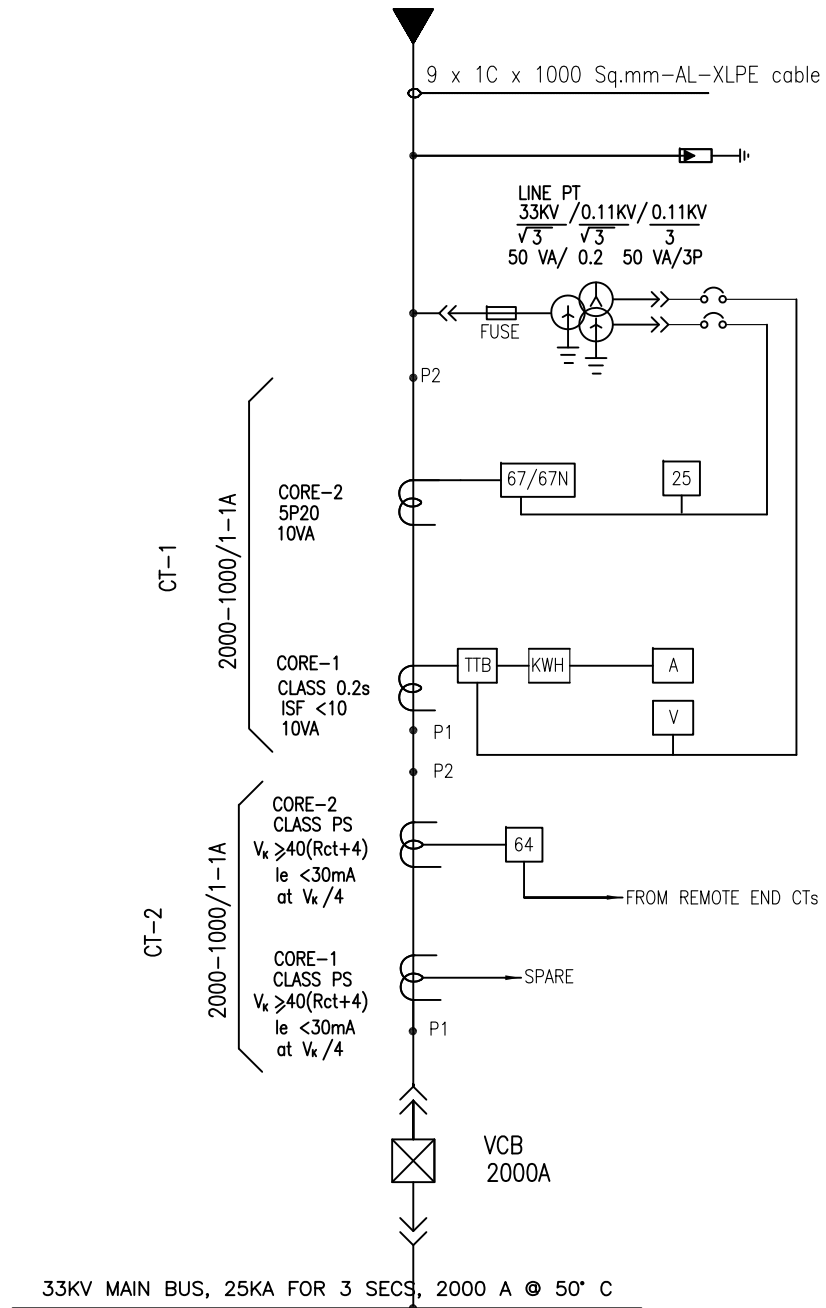 9 x 1C x 1000 Sq.mm-AL-XLPE cable
LINE PT
33KV /0.11KV/ 0.11KV
√3 √3 3
50 VA/ 0.2 50 VA/3P
FUSE
P2
CORE-2
5P20
10VA
67/67N
25
CT-1
2000-1000/1-1A
CORE-1
CLASS 0.2s
ISF <10
10VA
TTB
KWH
A
V
P1
P2
CORE-2
CLASS PS
VK ≥40(Rct+4)
Ie <30mA
at VK /4
64
FROM REMOTE END CTs
CT-2
2000-1000/1-1A
CORE-1
CLASS PS
VK ≥40(Rct+4)
Ie <30mA
at VK /4
SPARE
P1
VCB
2000A
33KV MAIN BUS, 25KA FOR 3 SECS, 2000 A @ 50° C